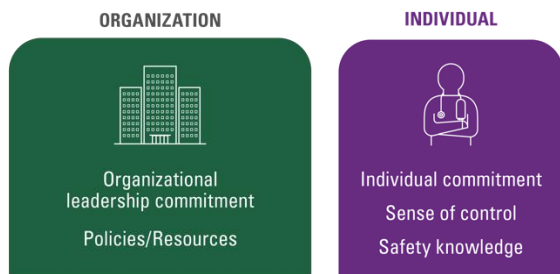 ORGANIZATION
Organizational
leadership commitment
Policies/Resources
INDIVIDUAL
Individual commitment
Sense of control
Safety knowledge